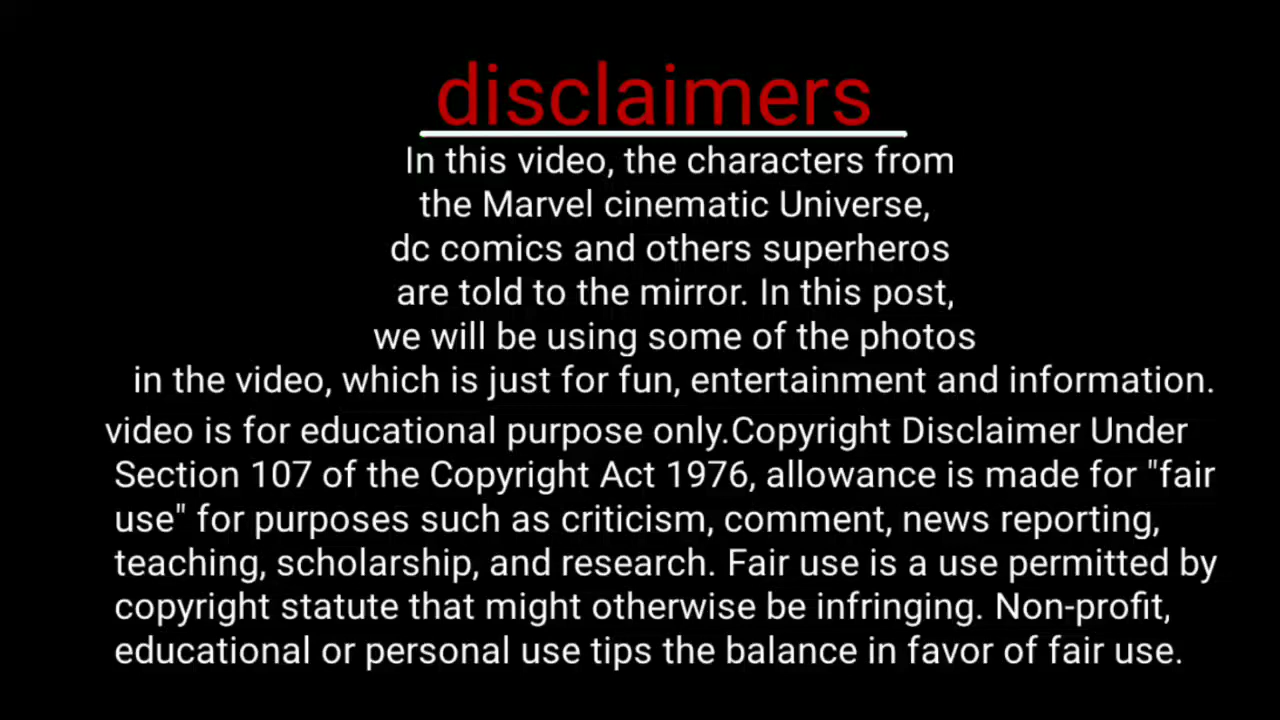 disclaimers
In this video, the characters from
the Marvel cinematic Universe,
dc comics and others superheros
are told to the mirror. In this post,
we will be using some of the photos
in the video, which is just for fun, entertainment and information.
video is for educational purpose only.Copyright Disclaimer Under
Section 107 of the Copyright Act 1976, allowance is made for "fair
use" for purposes such as criticism, comment, news reporting,
teaching, scholarship, and research. Fair use is a use permitted by
copyright statute that might otherwise be infringing. Non-profit,
educational or personal use tips the balance in favor of fair use.